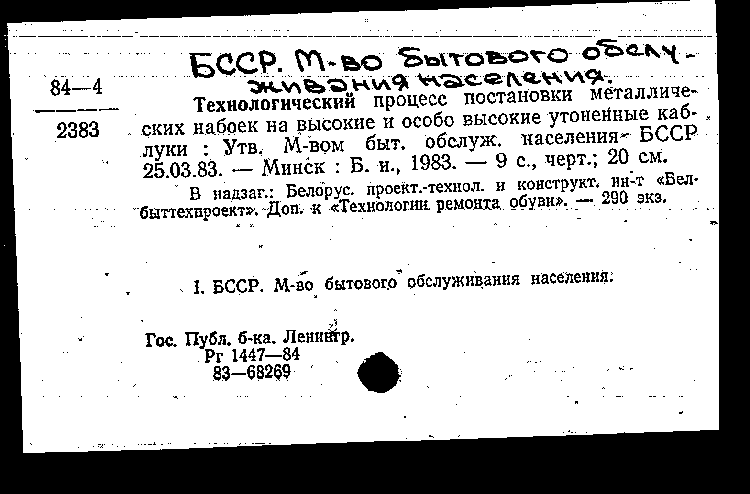 БССР. М-во бытового обслу-
живания населения.
84—4
2383
Технологический процесс постановки металличе-
ских набоек на высокие и особо высокие утоненные каб-
луки : Утв. М-вом быт. обслуж. населения БССР
25.03.83. — Минск : Б. и., 1983. — 9 с., черт.; 20 см.
В надзаг.: Белорус. проект.-технол. и конструкт. ин-т «Бел-
быттехпроект». Доп. к «Технологии ремонта обуви». — 290 экз.
I. БССР. М-во бытового обслуживания населения.
Гос. Публ. б-ка. Ленингр.
Рг 1447—84
83—68269